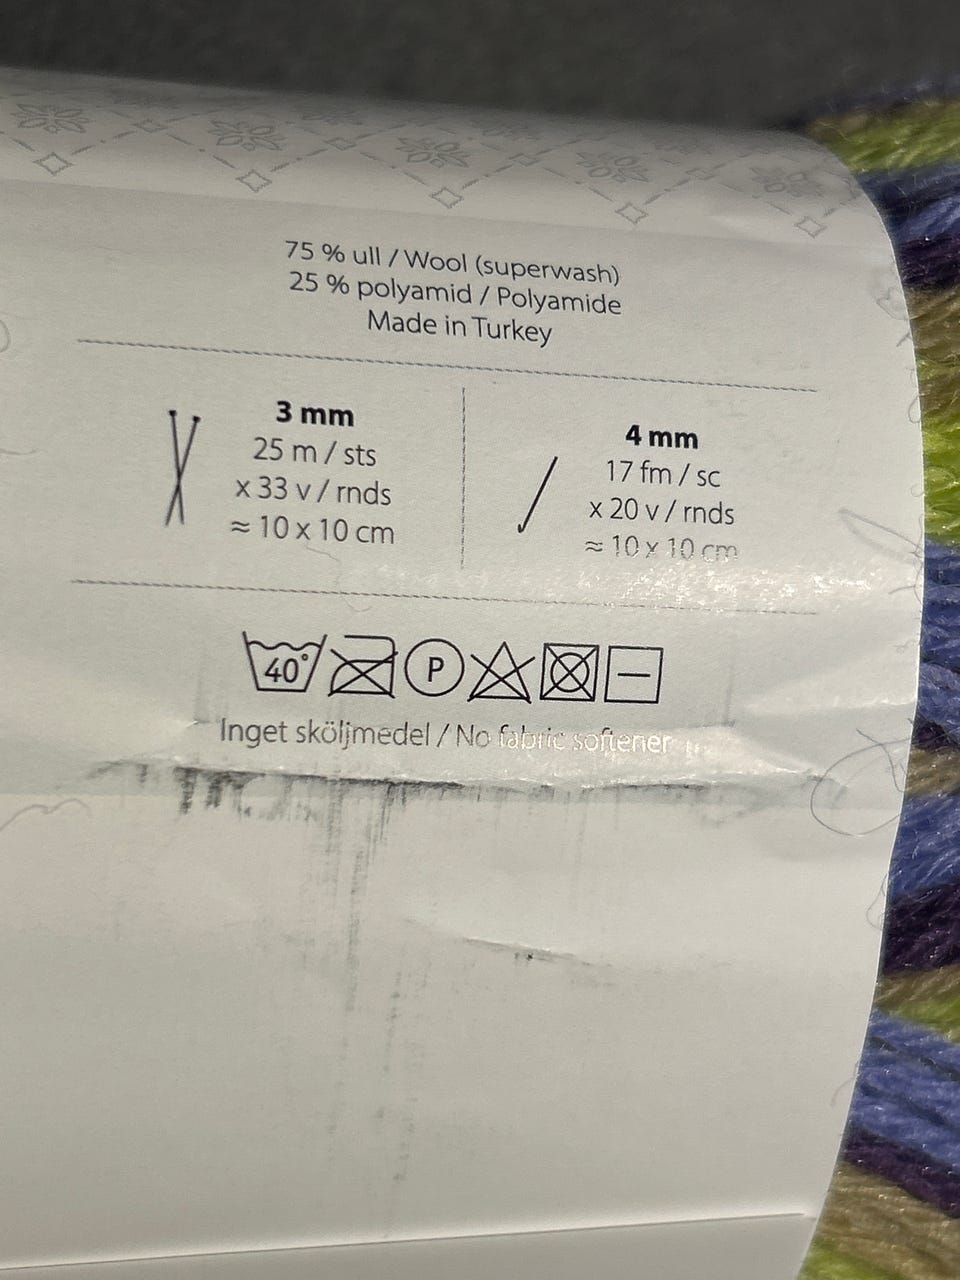 75 % ull / Wool (superwash)
25 % polyamid / Polyamide
Made in Turkey
3 mm
25 m / sts
x 33 v / rnds
≈ 10 x 10 cm
4 mm
17 fm / sc
x 20 v / rnds
≈ 10 x 10 cm
40° P
Inget sköljmedel / No fabric softener